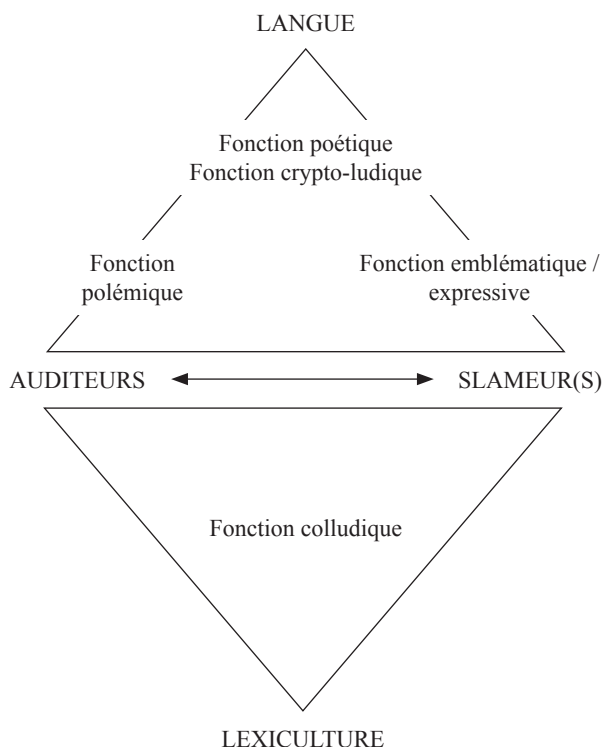 LANGUE
Fonction poétique
Fonction crypto-ludique
Fonction
polémique
Fonction emblématique /
expressive
AUDITEURS
SLAMEUR(S)
Fonction colludique
LEXICULTURE